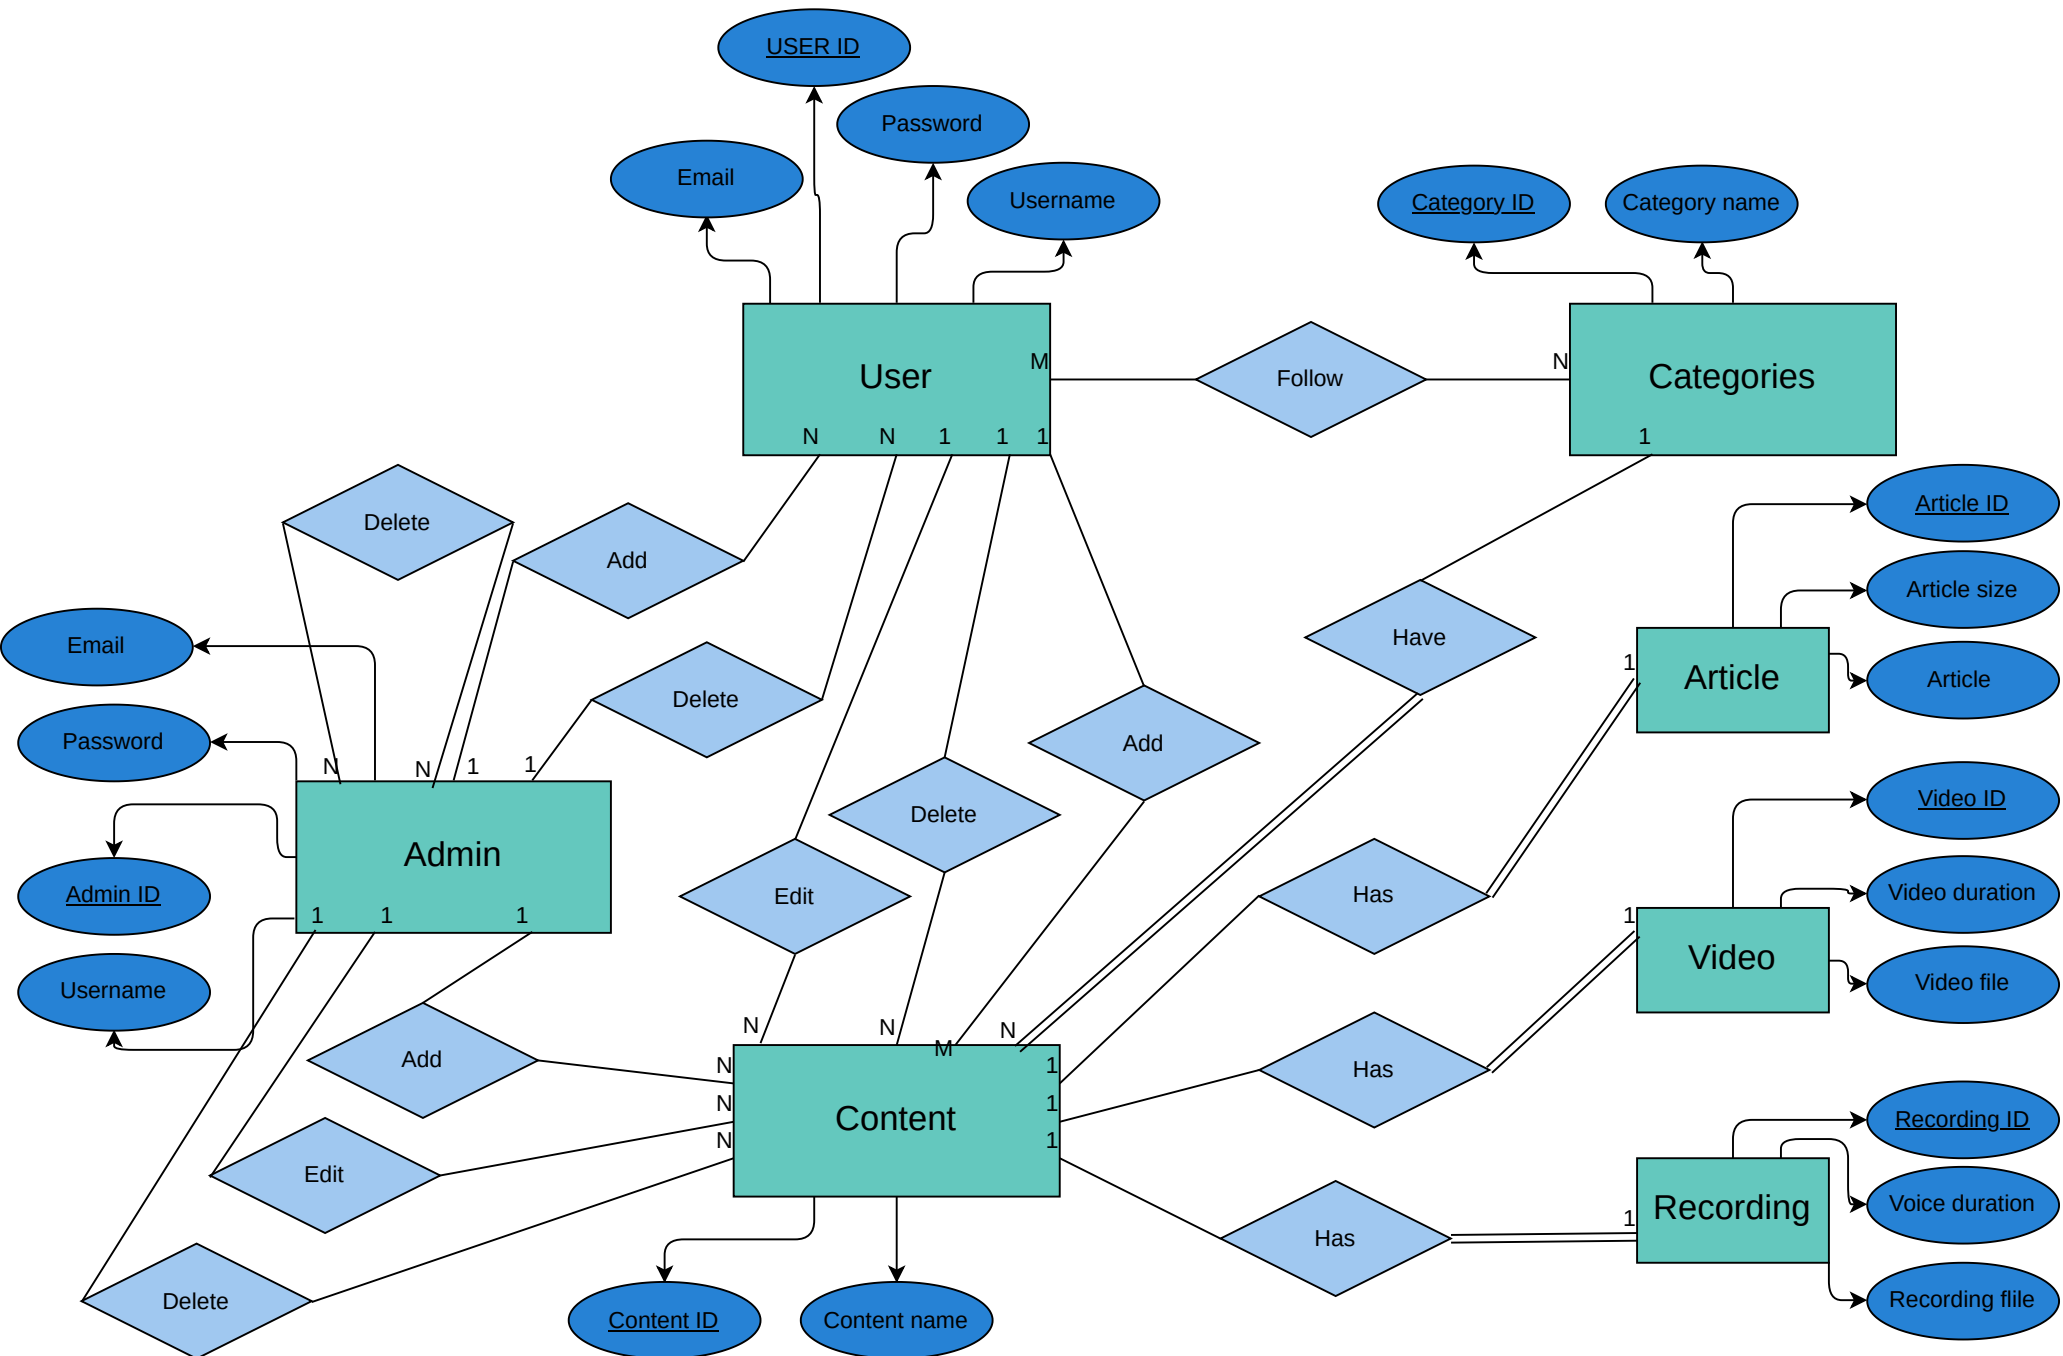 USER ID
Password
Email
Username
Category ID
Category name
User
M
Follow
N
Categories
N
N
1
1
1
1
Delete
Add
Article ID
Article size
Article
Email
Delete
Have
1
Article
Password
Add
N
N
1
1
Video ID
Admin
Delete
Edit
Has
Video duration
Admin ID
1
1
1
1
Video
Video file
Username
N
N
N
M
Add
N
1
Has
N
1
Content
N
1
Edit
Recording ID
Recording
Voice duration
1
Has
Delete
Content ID
Content name
Recording flile